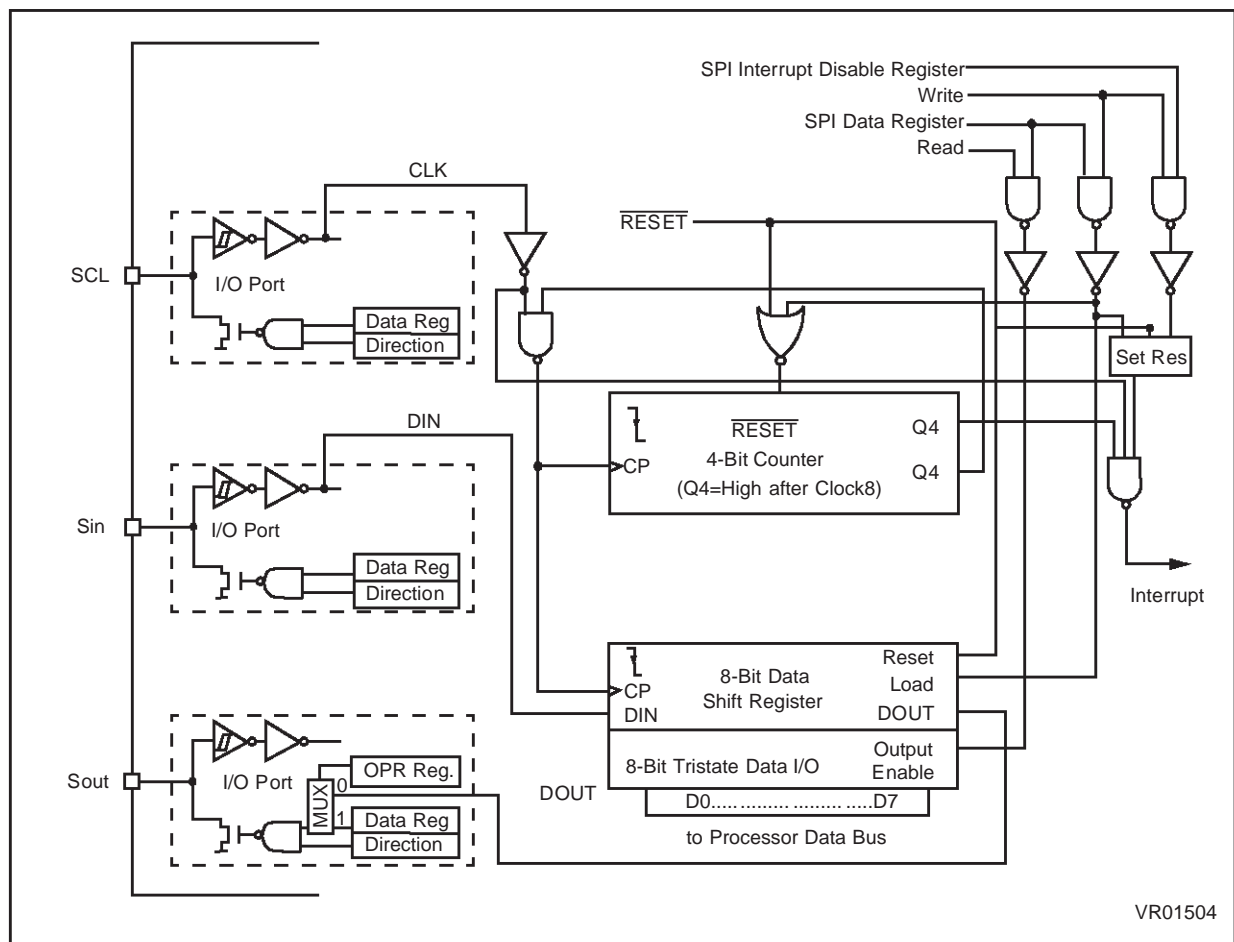 SPI Interrupt Disable Register
Write
SPI Data Register
Read
CLK
RESET
SCL
I/O Port
Data Reg
Direction
Set Res
DIN
RESET
Q4
4-Bit Counter
CP
Q4
(Q4=High after Clock8)
Sin
I/O Port
Data Reg
Direction
Interrupt
Reset
8-Bit Data
Load
CP
Shift Register
DIN
DOUT
Output
Enable
8-Bit Tristate Data I/O
Sout
I/O Port
OPR Reg.
MUX
0
1
Data Reg
Direction
DOUT
D0..... ......... ......... .....D7
to Processor Data Bus
VR01504